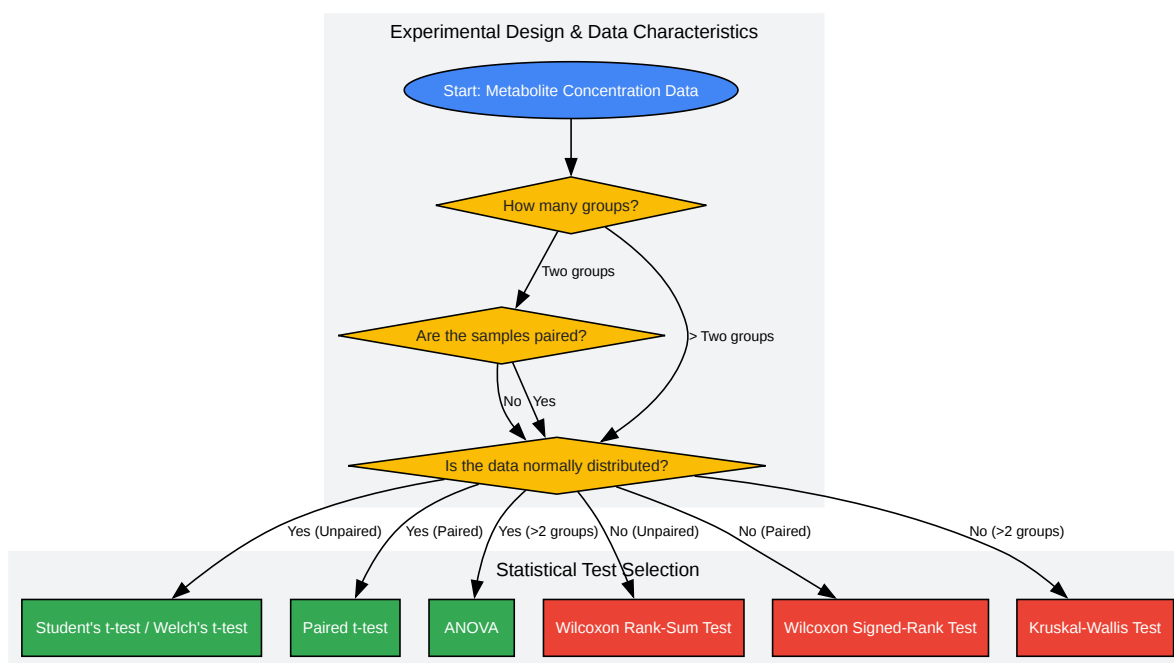 Experimental Design & Data Characteristics
Start: Metabolite Concentration Data
How many groups?
Two groups
Are the samples paired?
> Two groups
No
Yes
Is the data normally distributed?
Yes (Unpaired)
Yes (Paired)
Yes (>2 groups)
No (Unpaired)
No (Paired)
No (>2 groups)
Statistical Test Selection
Student's t-test / Welch's t-test
Paired t-test
ANOVA
Wilcoxon Rank-Sum Test
Wilcoxon Signed-Rank Test
Kruskal-Wallis Test